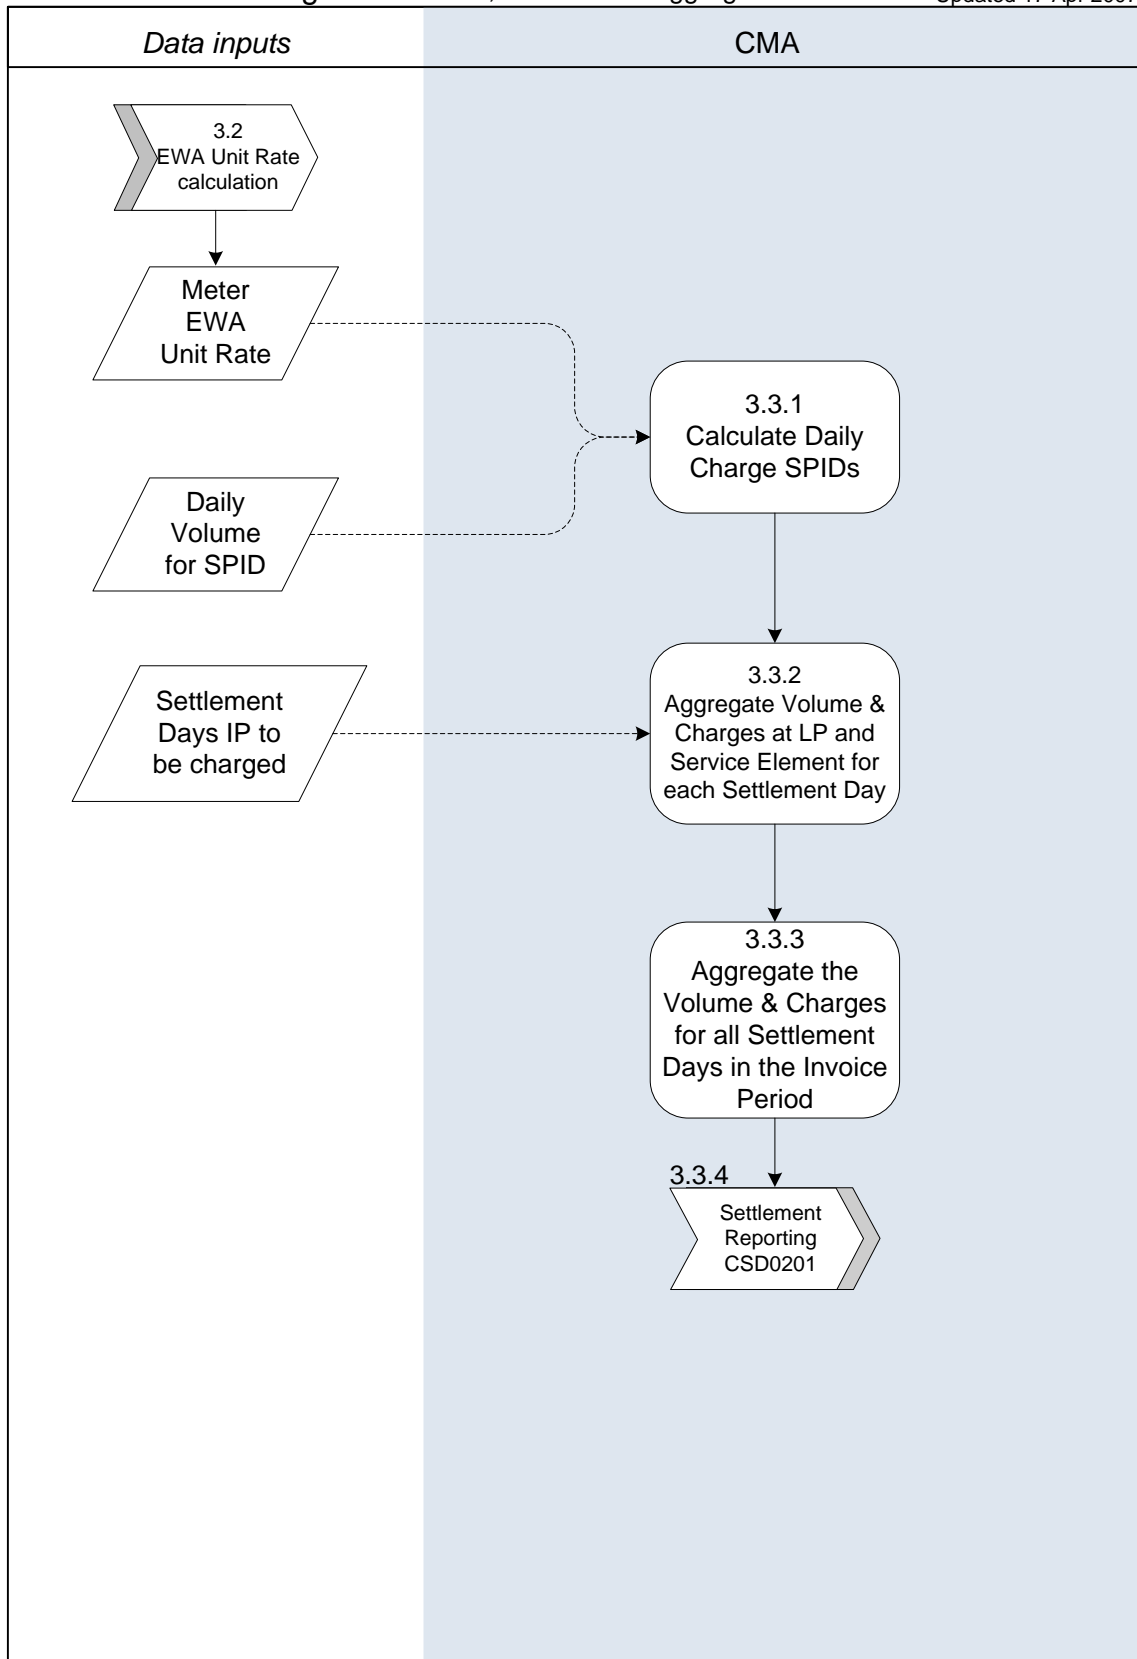 Data inputs
CMA
3.2
EWA Unit Rate
calculation
Meter
EWA
Unit Rate
3.3.1
Calculate Daily
Charge SPIDs
Daily
Volume
for SPID
Settlement
Days IP to
be charged
3.3.2
Aggregate Volume &
Charges at LP and
Service Element for
each Settlement Day
3.3.3
Aggregate the
Volume & Charges
for all Settlement
Days in the Invoice
Period
3.3.4
Settlement
Reporting
CSD0201